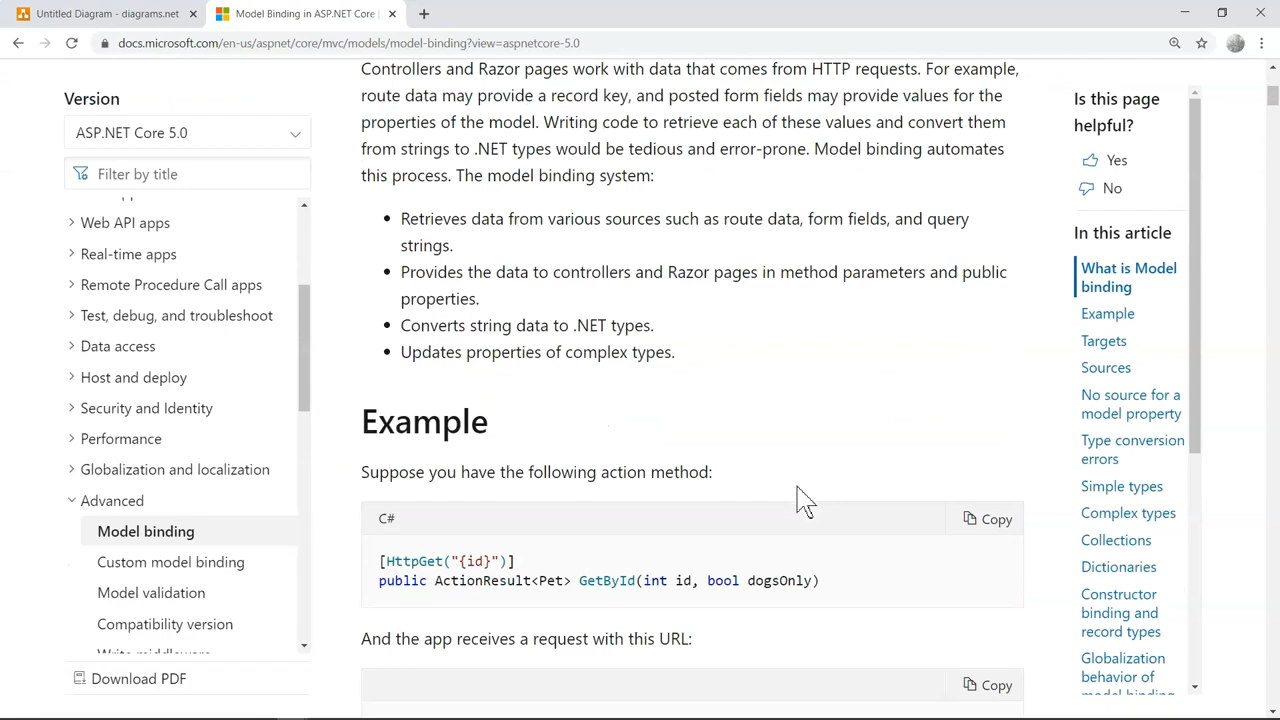 Untitled Diagram - diagrams.net
Model Binding in ASP.NET Core |
docs.microsoft.com/en-us/aspnet/core/mvc/models/model-binding?view=aspnetcore-5.0
Version
ASP.NET Core 5.0
Filter by title
Web API apps
Real-time apps
Remote Procedure Call apps
Test, debug, and troubleshoot
Data access
Host and deploy
Security and Identity
Performance
Globalization and localization
Advanced
Model binding
Custom model binding
Model validation
Compatibility version
Write middleware
Download PDF
Controllers and Razor pages work with data that comes from HTTP requests. For example,
route data may provide a record key, and posted form fields may provide values for the
properties of the model. Writing code to retrieve each of these values and convert them
from strings to .NET types would be tedious and error-prone. Model binding automates
this process. The model binding system:
• Retrieves data from various sources such as route data, form fields, and query
strings.
• Provides the data to controllers and Razor pages in method parameters and public
properties.
• Converts string data to .NET types.
• Updates properties of complex types.
Example
Suppose you have the following action method:
C#
Copy
[HttpGet("{id}")]
public ActionResult<Pet> GetById(int id, bool dogsOnly)
And the app receives a request with this URL:
Copy
Is this page
helpful?
Yes
No
In this article
What is Model
binding
Example
Targets
Sources
No source for a
model property
Type conversion
errors
Simple types
Complex types
Collections
Dictionaries
Constructor
binding and
record types
Globalization
behavior of
model binding